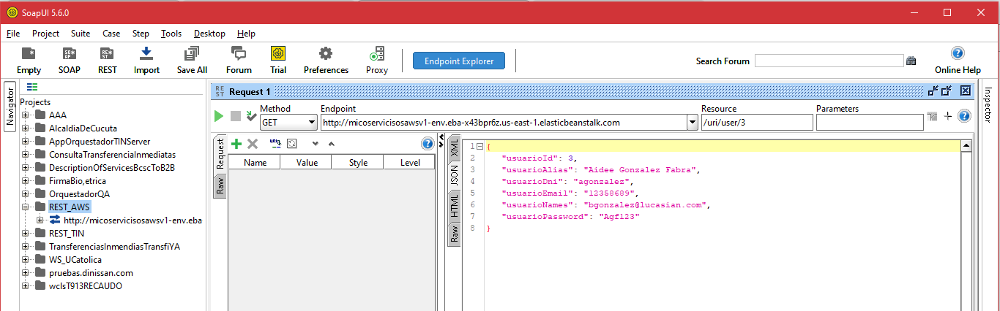 SoapUI 5.6.0
File Project Suite Case Step Tools Desktop Help
Empty SOAP REST Import Save All Forum Trial Preferences Proxy
Endpoint Explorer
Search Forum
Online Help
Navigator
Projects
AAA
AlcaldiaDeCucuta
AppOrquestadorTINServer
ConsultaTransferenciaInmediatas
DescriptionOfServicesBcscToB2B
FirmaBio,etrica
OrquestadorQA
REST_AWS
http://micoservicisosawsv1-env.eba
REST_TIN
TransferenciasInmendiasTransfiYA
WS_UCatolica
pruebas.dinissan.com
wclsT913RECAUDO
REST Request 1
Method Endpoint Resource Parameters
GET http://micoservicisosawsv1-env.eba-x43bpr6z.us-east-1.elasticbeanstalk.com /uri/user/3
Request
Raw
Name Value Style Level
XML
JSON
HTML
Raw
1 {
2 "usuarioId": 3,
3 "usuarioAlias": "Aidee Gonzalez Fabra",
4 "usuarioDni": "agonzalez",
5 "usuarioEmail": "12358689",
6 "usuarioNames": "bgonzalez@lucasian.com",
7 "usuarioPassword": "Agf123"
8 }
Inspector